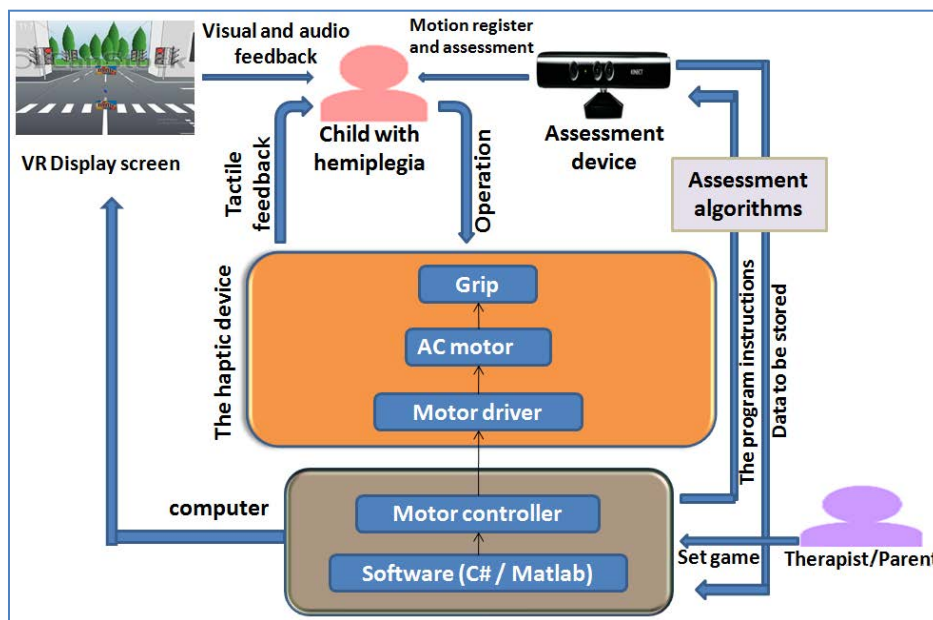 Visual and audio
feedback
Motion register
and assessment
KINECT
VR Display screen
Child with
hemiplegia
Assessment
device
Tactile
feedback
Operation
Assessment
algorithms
The haptic device
Grip
AC motor
Motor driver
The program instructions
Data to be stored
computer
Motor controller
Software (C# / Matlab)
Set game
Therapist/Parent